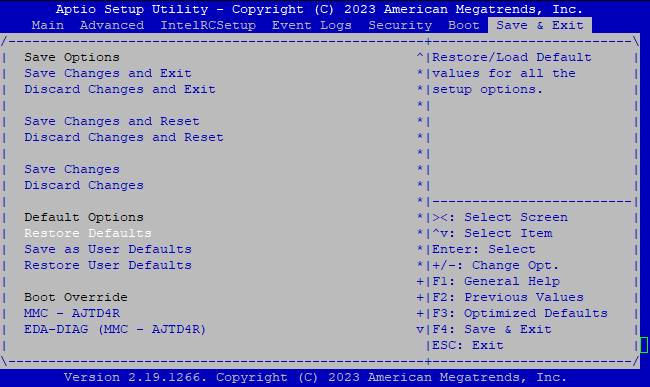 Aptio Setup Utility - Copyright (C) 2023 American Megatrends, Inc.
Main Advanced IntelRCSetup Event Logs Security Boot Save & Exit
/----------------------------------------------------+-------------------------\
| Save Options ^|Restore/Load Default |
| Save Changes and Exit *|values for all the |
| Discard Changes and Exit *|setup options. |
| *| |
| Save Changes and Reset *| |
| Discard Changes and Reset *| |
| *| |
| Save Changes *| |
| Discard Changes *| |
| *|-------------------------|
| Default Options *|><: Select Screen |
| Restore Defaults *|^v: Select Item |
| Save as User Defaults *|Enter: Select |
| Restore User Defaults *|+/-: Change Opt. |
| +|F1: General Help |
| Boot Override +|F2: Previous Values |
| MMC - AJTD4R +|F3: Optimized Defaults |
| EDA-DIAG (MMC - AJTD4R) v|F4: Save & Exit |
| |ESC: Exit |
\----------------------------------------------------+-------------------------/
Version 2.19.1266. Copyright (C) 2023 American Megatrends, Inc.